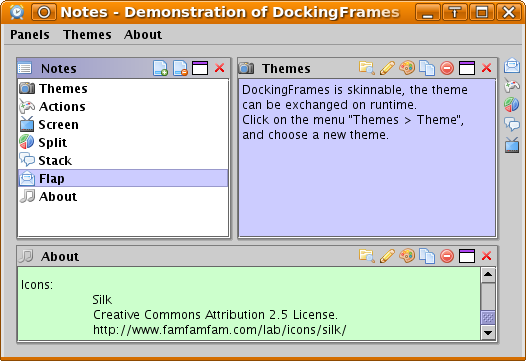 Notes - Demonstration of DockingFrames
Panels Themes About
Notes
Themes
Actions
Screen
Split
Stack
Flap
About
Themes
DockingFrames is skinnable, the theme
can be exchanged on runtime.
Click on the menu "Themes > Theme",
and choose a new theme.
About
Icons:
Silk
Creative Commons Attribution 2.5 License.
http://www.famfamfam.com/lab/icons/silk/